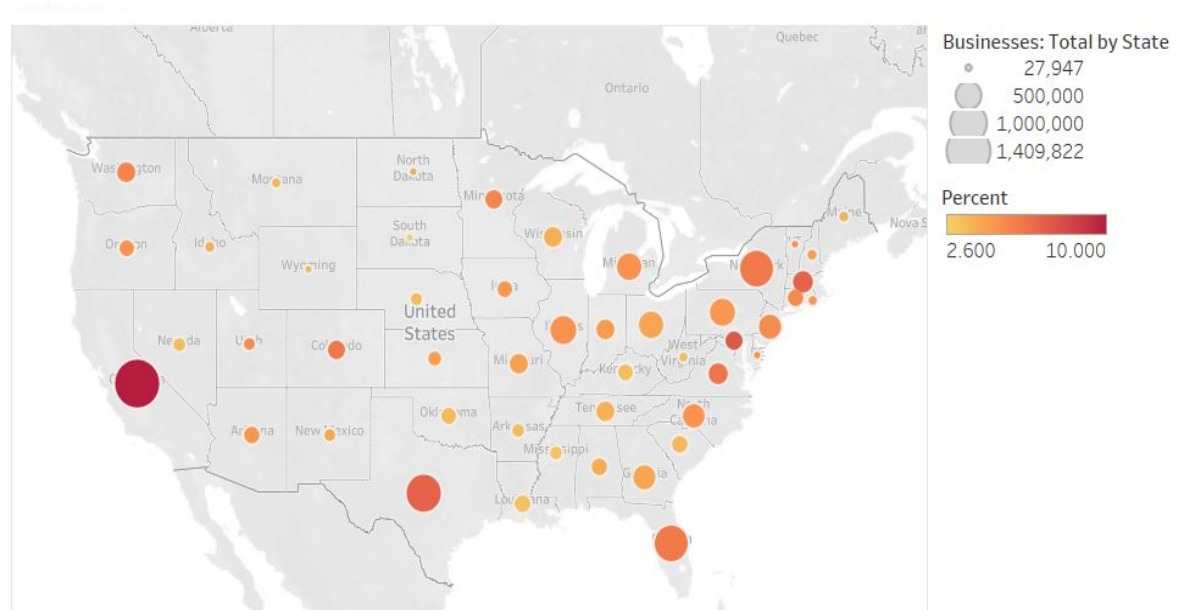 Alberta
Quebec
Ontario
Nova S
Washington
Montana
North
Dakota
Minnesota
Maine
Oregon
Idaho
South
Dakota
Wisconsin
Wyoming
Michigan
New York
Iowa
United
States
Nevada
Utah
Colorado
Illinois
West
Virginia
Missouri
Kentucky
California
Arizona
New Mexico
Oklahoma
Arkansas
Tennessee
North
Carolina
Mississippi
Louisiana
Georgia
Businesses: Total by State
27,947
500,000
1,000,000
1,409,822
Percent
2.600 10.000